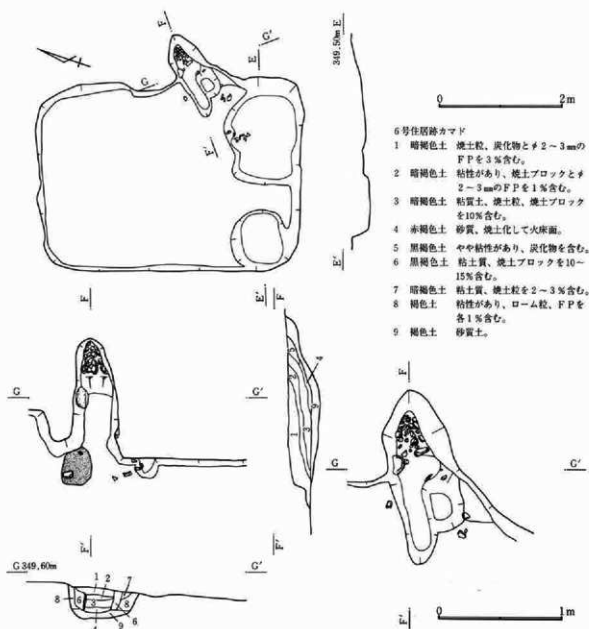 F
E
G'
G
F'
349,50m E
E'
0
2m
6号住居跡カマド
1 暗褐色土 焼土粒、炭化物とφ2～3㎜の
FPを3%含む。
2 暗褐色土 粘性があり、焼土ブロックとφ
2～3㎜のFPを1%含む。
3 暗褐色土 粘質土、焼土粒、焼土ブロック
を10%含む。
4 赤褐色土 砂質、焼土化して火床面。
5 黒褐色土 やや粘性があり、炭化物を含む。
6 黒褐色土 粘土質、焼土ブロックを10～
15%含む。
7 暗褐色土 粘土質、焼土粒を2～3%含む。
8 褐色土 粘性があり、ローム粒、FPを
各1%含む。
9 褐色土 砂質土。
F
E'
F
G
G'
4
5
2
1
3
9
F
G
G'
F'
F'
G 349,60m
G'
1
2
7
8
6
3
8
4
9
6
F'
0
1m